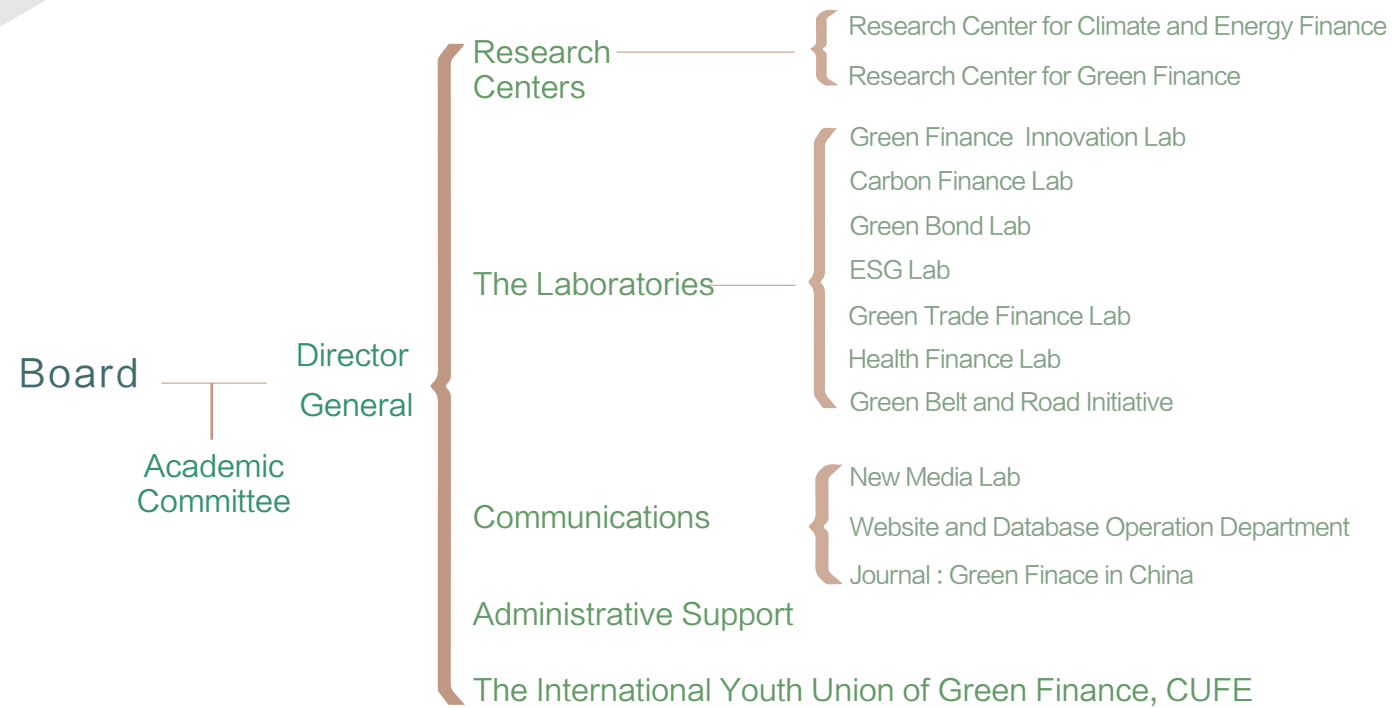 Board
Academic
Committee
Director
General
Research
Centers
Research Center for Climate and Energy Finance
Research Center for Green Finance
The Laboratories
Green Finance Innovation Lab
Carbon Finance Lab
Green Bond Lab
ESG Lab
Green Trade Finance Lab
Health Finance Lab
Green Belt and Road Initiative
Communications
New Media Lab
Website and Database Operation Department
Journal : Green Finace in China
Administrative Support
The International Youth Union of Green Finance, CUFE